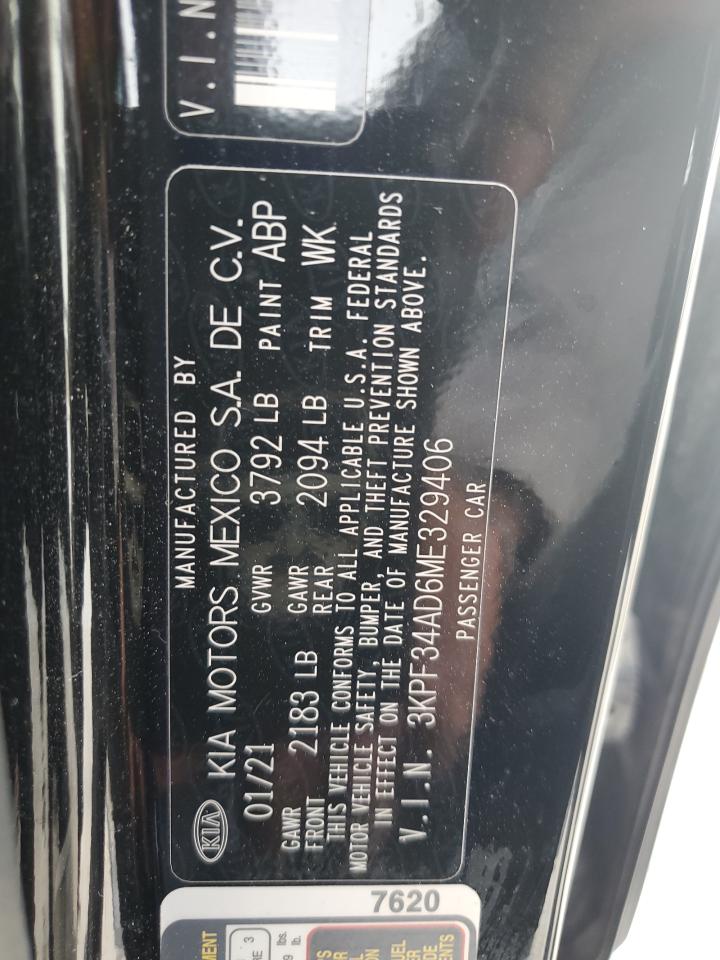 V.I.N
MANUFACTURED BY
KIA KIA MOTORS MEXICO S.A. DE C.V.
01/21 GVWR 3792 LB PAINT ABP
GAWR FRONT 2183 LB GAWR REAR 2094 LB TRIM WK
THIS VEHICLE CONFORMS TO ALL APPLICABLE U.S.A. FEDERAL
MOTOR VEHICLE SAFETY, BUMPER, AND THEFT PREVENTION STANDARDS
IN EFFECT ON THE DATE OF MANUFACTURE SHOWN ABOVE.
V.I.N. 3KPF34AD6ME329406
PASSENGER CAR
7620